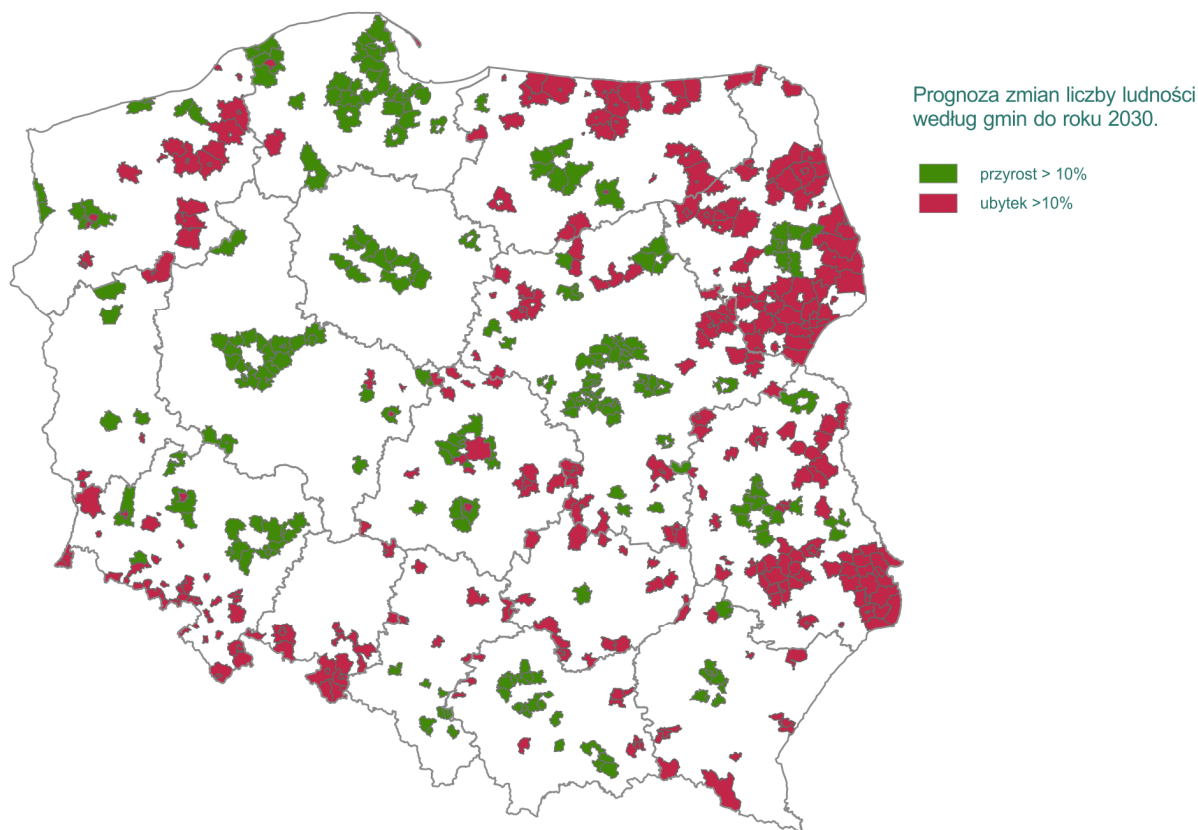 Prognoza zmian liczby ludności
według gmin do roku 2030.
przyrost > 10%
ubytek >10%